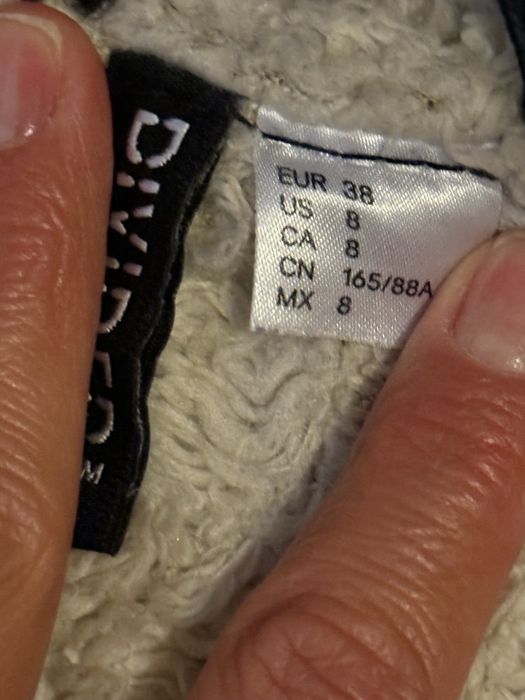 DIVIDED
M
EUR 38
US 8
CA 8
CN 165/88A
MX 8